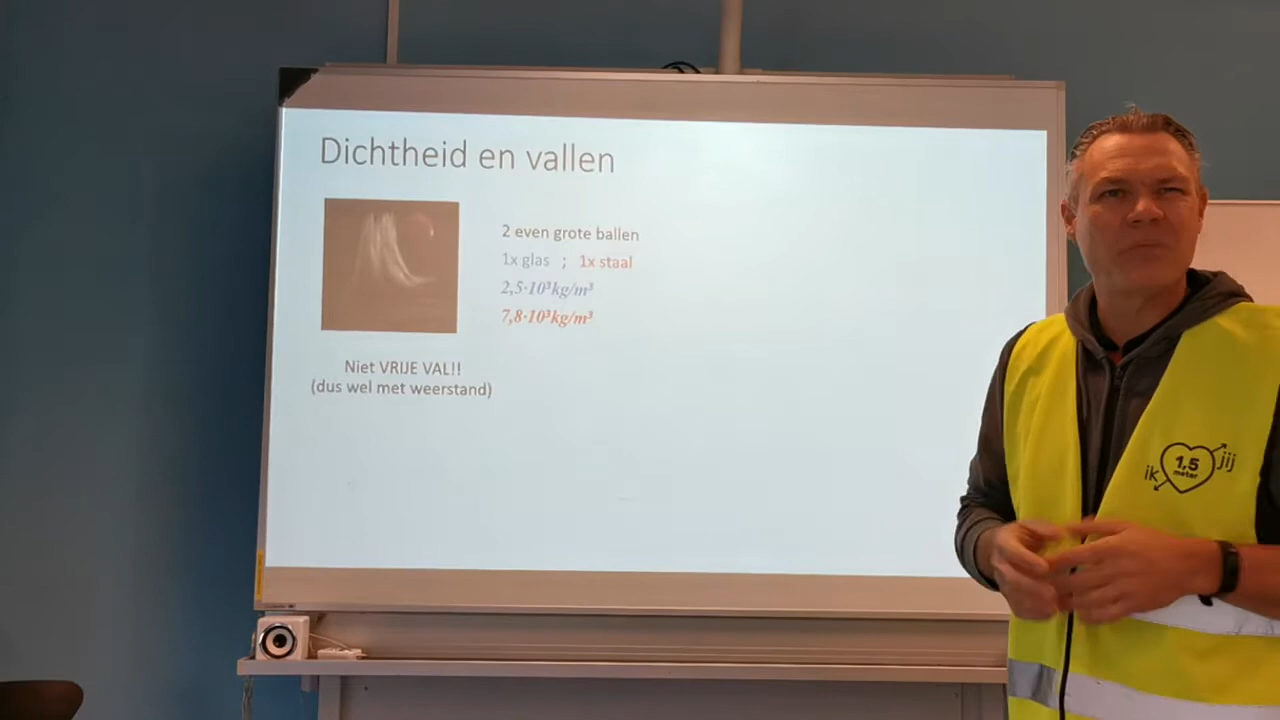 Dichtheid en vallen
2 even grote ballen
1x glas ; 1x staal
2,5·10³kg/m³
7,8·10³kg/m³
Niet VRIJE VAL!!
(dus wel met weerstand)
ik 1,5 jij
meter